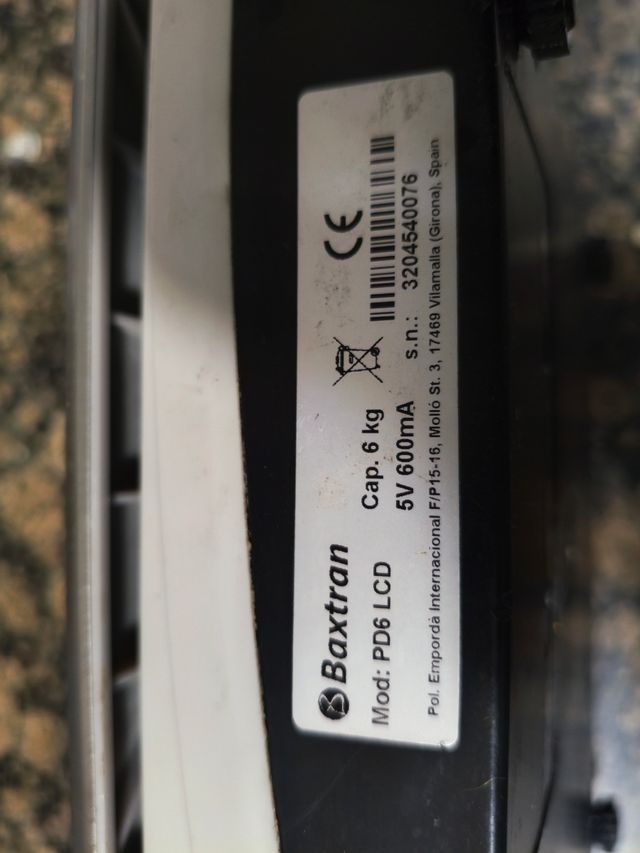 Baxtran
Mod: PD6 LCD
Cap. 6 kg
CE
5V 600mA s.n.: 3204540076
Pol. Empordà Internacional F/P15-16, Molló St. 3, 17469 Vilamalla (Girona), Spain